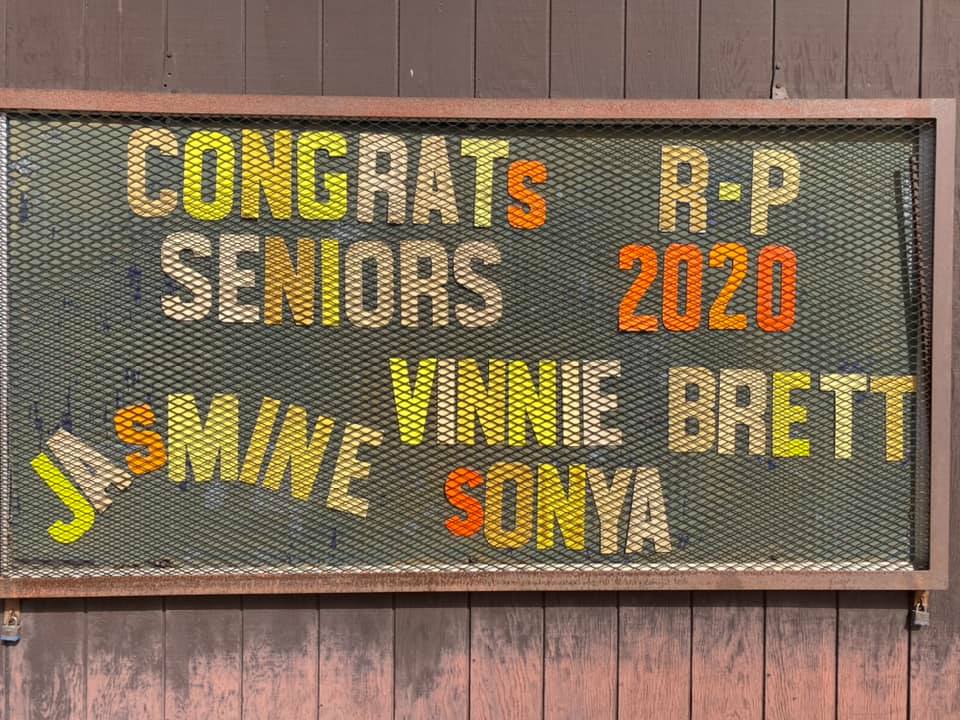 CONGRATs R-P
SENIORS 2020
JASMINE VINNIE BRETT
SONYA